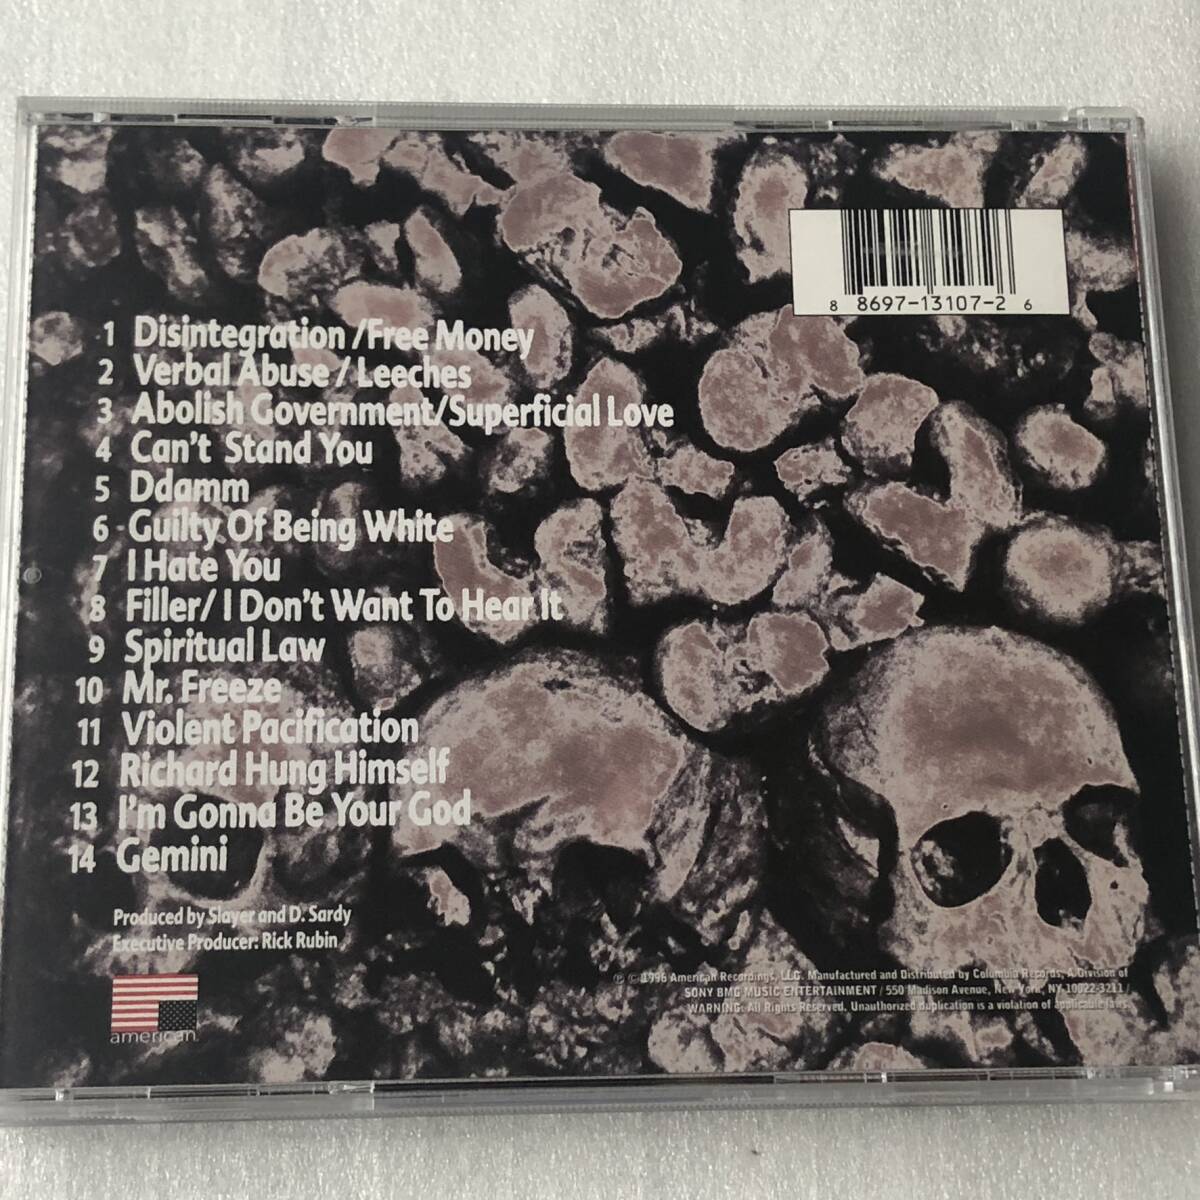 8 8697-13107-2 6
1 Disintegration /Free Money
2 Verbal Abuse / Leeches
3 Abolish Government/Superficial Love
4 Can't Stand You
5 Ddamm
6 Guilty Of Being White
7 I Hate You
8 Filler/ I Don't Want To Hear It
9 Spiritual Law
10 Mr. Freeze
11 Violent Pacification
12 Richard Hung Himself
13 I'm Gonna Be Your God
14 Gemini
Produced by Slayer and D. Sardy
Executive Producer: Rick Rubin
american
℗ © 1996 American Recordings, LLC. Manufactured and Distributed by Columbia Records, A Division of
SONY BMG MUSIC ENTERTAINMENT / 550 Madison Avenue, New York, NY 10022-3211 /
WARNING: All Rights Reserved. Unauthorized duplication is a violation of applicable laws.